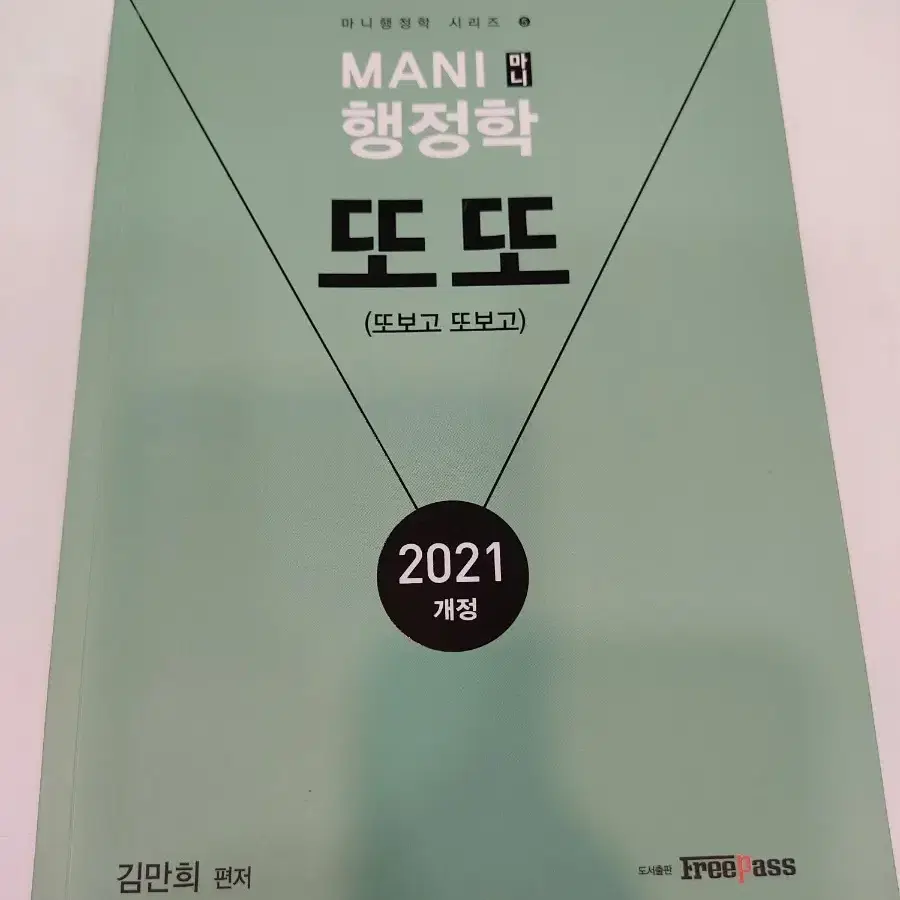 마니행정학 시리즈 ❺
MANI 마니
행정학
또또
(또보고 또보고)
2021
개정
김만희 편저
도서출판 FreePass